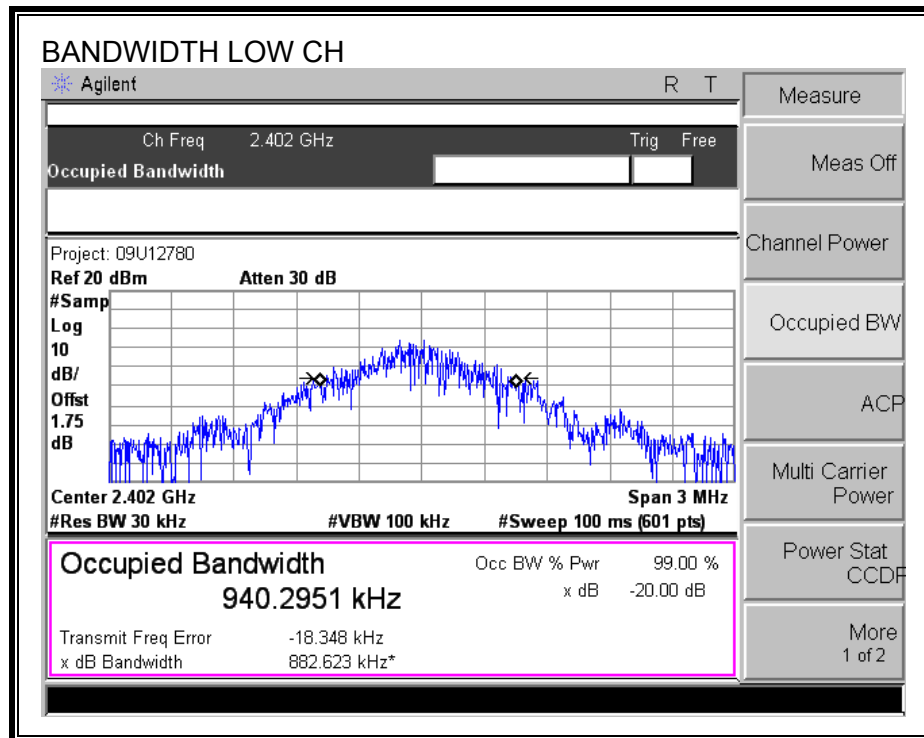 BANDWIDTH LOW CH
Agilent R T
Ch Freq 2.402 GHz Trig Free
Occupied Bandwidth
Project: 09U12780
Ref 20 dBm Atten 30 dB
#Samp
Log
10
dB/
Offst
1.75
dB
Center 2.402 GHz Span 3 MHz
#Res BW 30 kHz #VBW 100 kHz #Sweep 100 ms (601 pts)
Occupied Bandwidth
940.2951 kHz
Occ BW % Pwr 99.00 %
x dB -20.00 dB
Transmit Freq Error -18.348 kHz
x dB Bandwidth 882.623 kHz*
Measure
Meas Off
Channel Power
Occupied BW
ACP
Multi Carrier
Power
Power Stat
CCDF
More
1 of 2